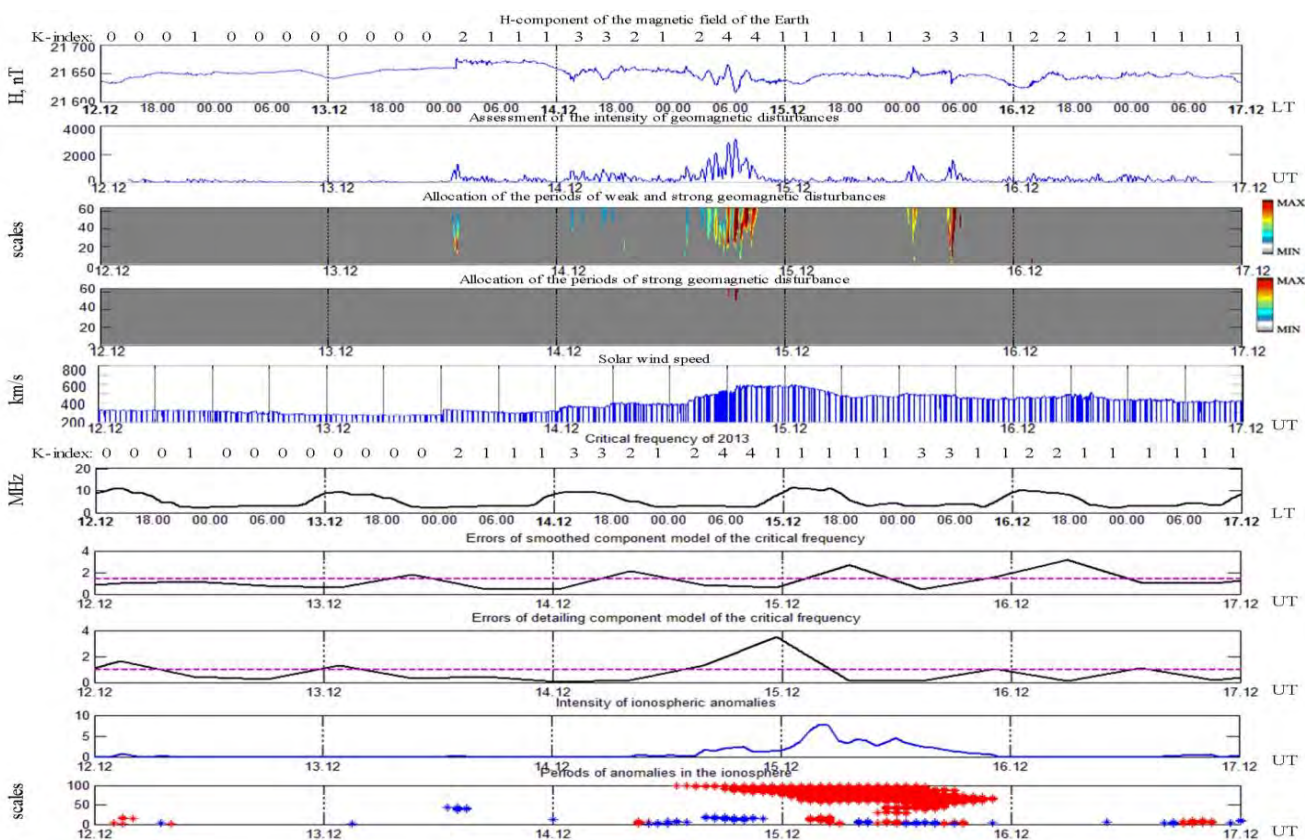 H-component of the magnetic field of the Earth
K-index: 0 0 0 1 0 0 0 0 0 0 0 0 2 1 1 1 3 3 2 1 2 4 4 1 1 1 1 1 3 3 1 1 2 2 1 1 1 1 1 1
21 700
21 650
21 600
H, nT
12.12 18.00 00.00 06.00 13.12 18.00 00.00 06.00 14.12 18.00 00.00 06.00 15.12 18.00 00.00 06.00 16.12 18.00 00.00 06.00 17.12 LT
Assessment of the intensity of geomagnetic disturbances
4000
2000
0
12.12 13.12 14.12 15.12 16.12 17.12 UT
Allocation of the periods of weak and strong geomagnetic disturbances
60
40
20
0
scales
MAX
MIN
12.12 13.12 14.12 15.12 16.12 17.12
Allocation of the periods of strong geomagnetic disturbance
60
40
20
MAX
MIN
12.12 13.12 14.12 15.12 16.12 17.12
Solar wind speed
800
600
400
200
km/s
12.12 13.12 14.12 15.12 16.12 17.12 UT
Critical frequency of 2013
K-index: 0 0 0 1 0 0 0 0 0 0 0 0 2 1 1 1 3 3 2 1 2 4 4 1 1 1 1 1 3 3 1 1 2 2 1 1 1 1 1 1
20
10
0
MHz
12.12 18.00 00.00 06.00 13.12 18.00 00.00 06.00 14.12 18.00 00.00 06.00 15.12 18.00 00.00 06.00 16.12 18.00 00.00 06.00 17.12 LT
Errors of smoothed component model of the critical frequency
4
2
0
12.12 13.12 14.12 15.12 16.12 17.12 UT
Errors of detailing component model of the critical frequency
4
2
0
12.12 13.12 14.12 15.12 16.12 17.12 UT
Intensity of ionospheric anomalies
10
5
0
12.12 13.12 14.12 15.12 16.12 17.12 UT
Periods of anomalies in the ionosphere
100
50
0
scales
12.12 13.12 14.12 15.12 16.12 17.12 UT